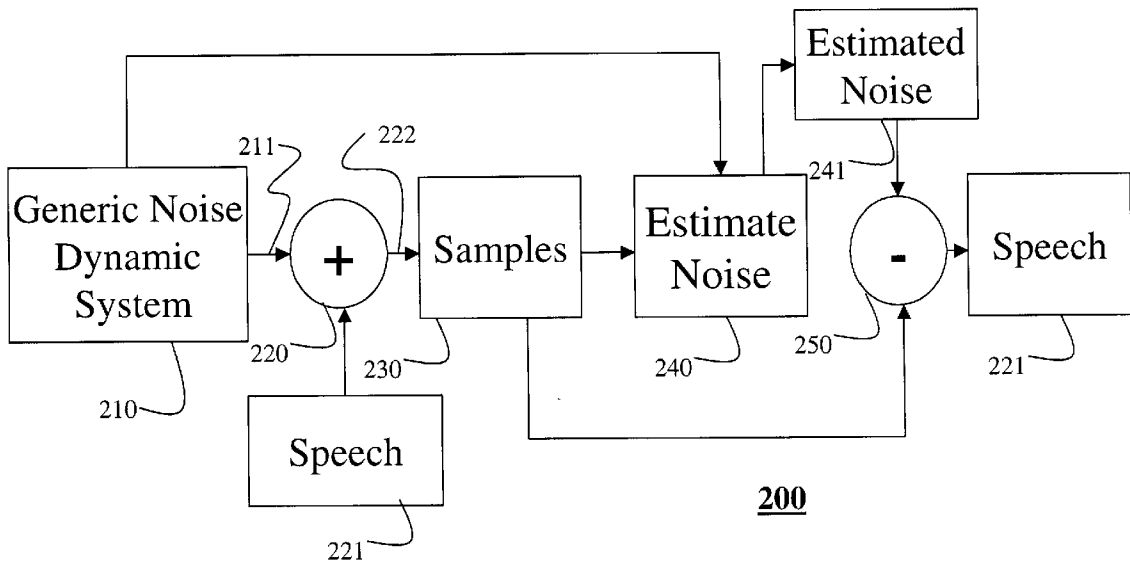 Estimated
Noise
211
222
241
Generic Noise
Dynamic
System
+
Samples
Estimate
Noise
-
Speech
220
230
240
250
221
210
Speech
221
200